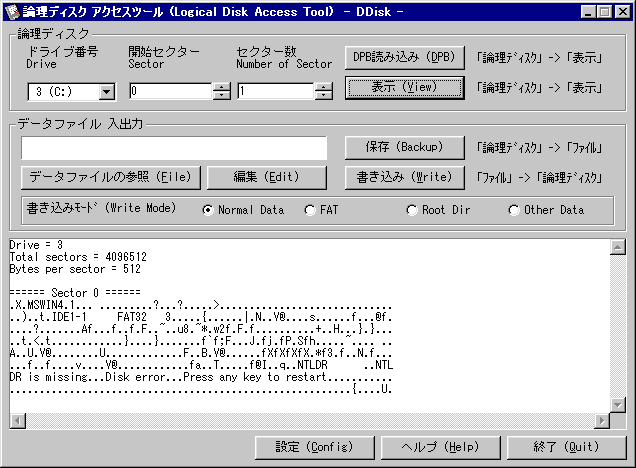 論理ディスク アクセスツール (Logical Disk Access Tool) - DDisk -
論理ディスク
ドライブ番号 開始セクター セクター数
Drive Sector Number of Sector
DPB読み込み (DPB) 「論理ディスク」 -> 「表示」
3 (C:) 0 1 表示 (View) 「論理ディスク」 -> 「表示」
データファイル 入出力
保存 (Backup) 「論理ディスク」 -> 「ファイル」
データファイルの参照 (File) 編集 (Edit) 書き込み (Write) 「ファイル」 -> 「論理ディスク」
書き込みモード (Write Mode) Normal Data FAT Root Dir Other Data
Drive = 3
Total sectors = 4096512
Bytes per sector = 512
====== Sector 0 ======
.X.MSWIN4.1... .........?...?.....>.........................
..)..t.IDE1-1     FAT32   3.....{......|.N..V@....s......f...@f.
....?.......Af...f..f.F..~..u8.~*.w2f.F.f..........+..H...}.}...
..t.<.t............}....}......f`f;F...J.fj.fP.Sfh.....~.... ..
A..U.V@.......U............F..B.V@......fXfXfXfX.*f3.f..N.f...
...f..f....v....V@...........fa..T.....f@I..q..NTLDR      ..NTL
DR is missing...Disk error...Press any key to restart...........
....................................................{....U.
設定 (Config) ヘルプ (Help) 終了 (Quit)